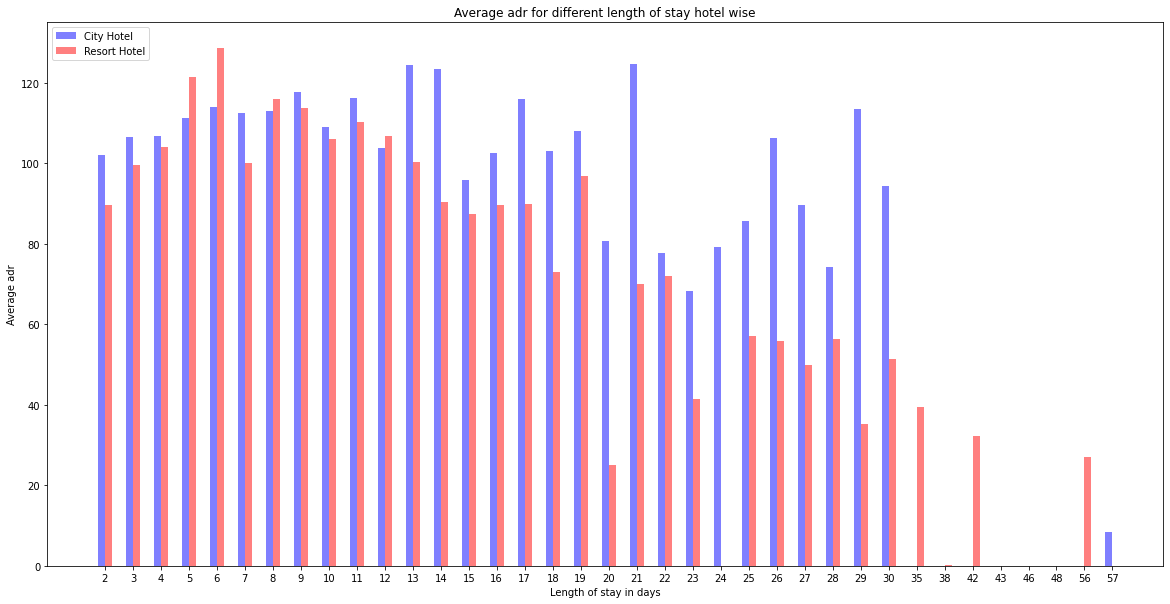 Average adr for different length of stay hotel wise
City Hotel
Resort Hotel
Average adr
120
100
80
60
40
20
0
2 3 4 5 6 7 8 9 10 11 12 13 14 15 16 17 18 19 20 21 22 23 24 25 26 27 28 29 30 35 38 42 43 46 48 56 57
Length of stay in days